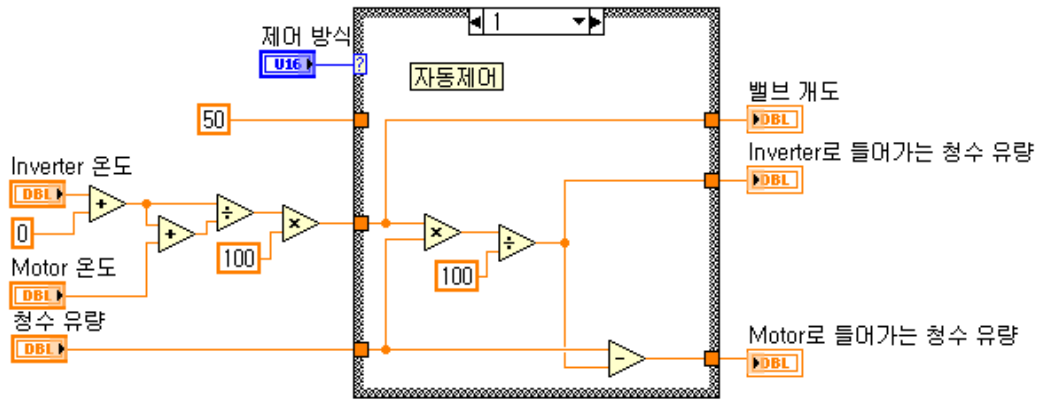 1
제어 방식
U16
?
자동제어
50
밸브 개도
DBL
Inverter로 들어가는 청수 유량
DBL
Inverter 온도
DBL
0
+
+
÷
×
100
×
÷
100
Motor 온도
DBL
청수 유량
DBL
−
Motor로 들어가는 청수 유량
DBL